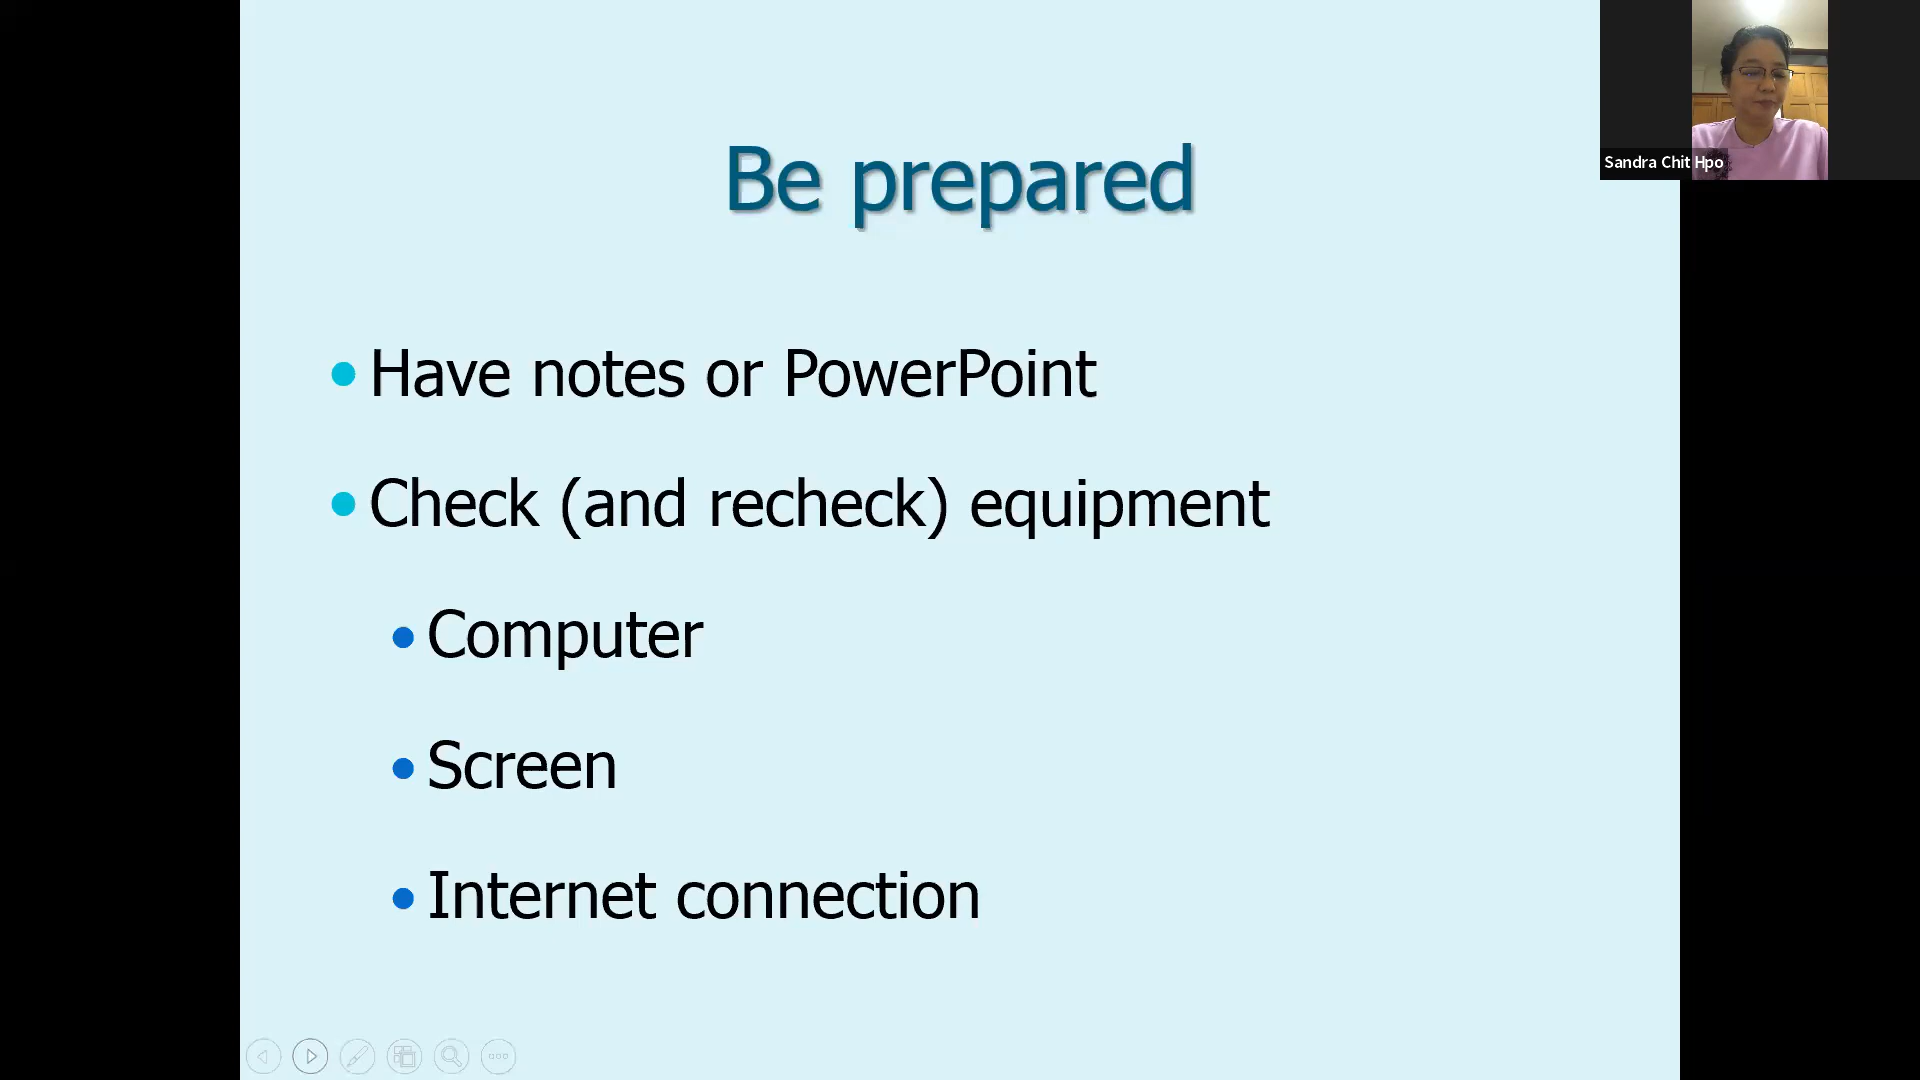 Be prepared
Have notes or PowerPoint
Check (and recheck) equipment
Computer
Screen
Internet connection
Sandra Chit Hpo